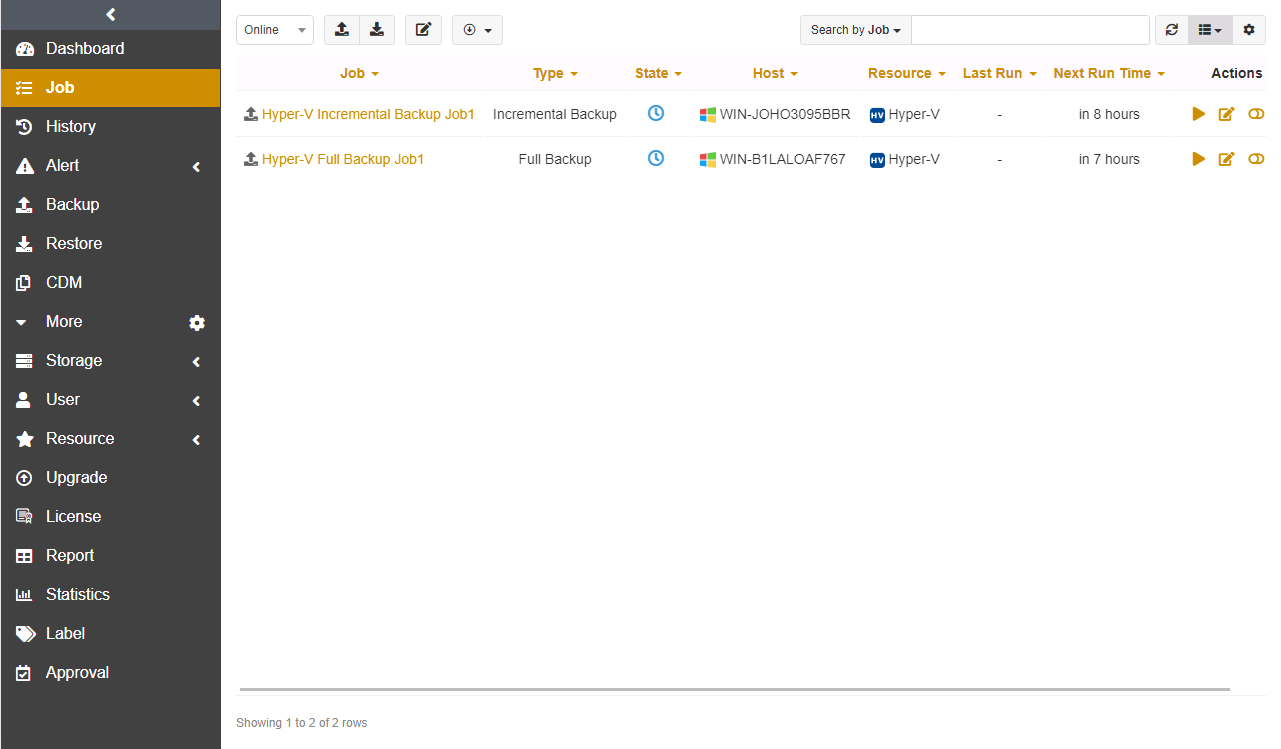 Dashboard
Job
History
Alert
Backup
Restore
CDM
More
Storage
User
Resource
Upgrade
License
Report
Statistics
Label
Approval
Online Search by Job
Job Type State Host Resource Last Run Next Run Time Actions
Hyper-V Incremental Backup Job1 Incremental Backup WIN-JOHO3095BBR HV Hyper-V - in 8 hours
Hyper-V Full Backup Job1 Full Backup WIN-B1LALOAF767 HV Hyper-V - in 7 hours
Showing 1 to 2 of 2 rows